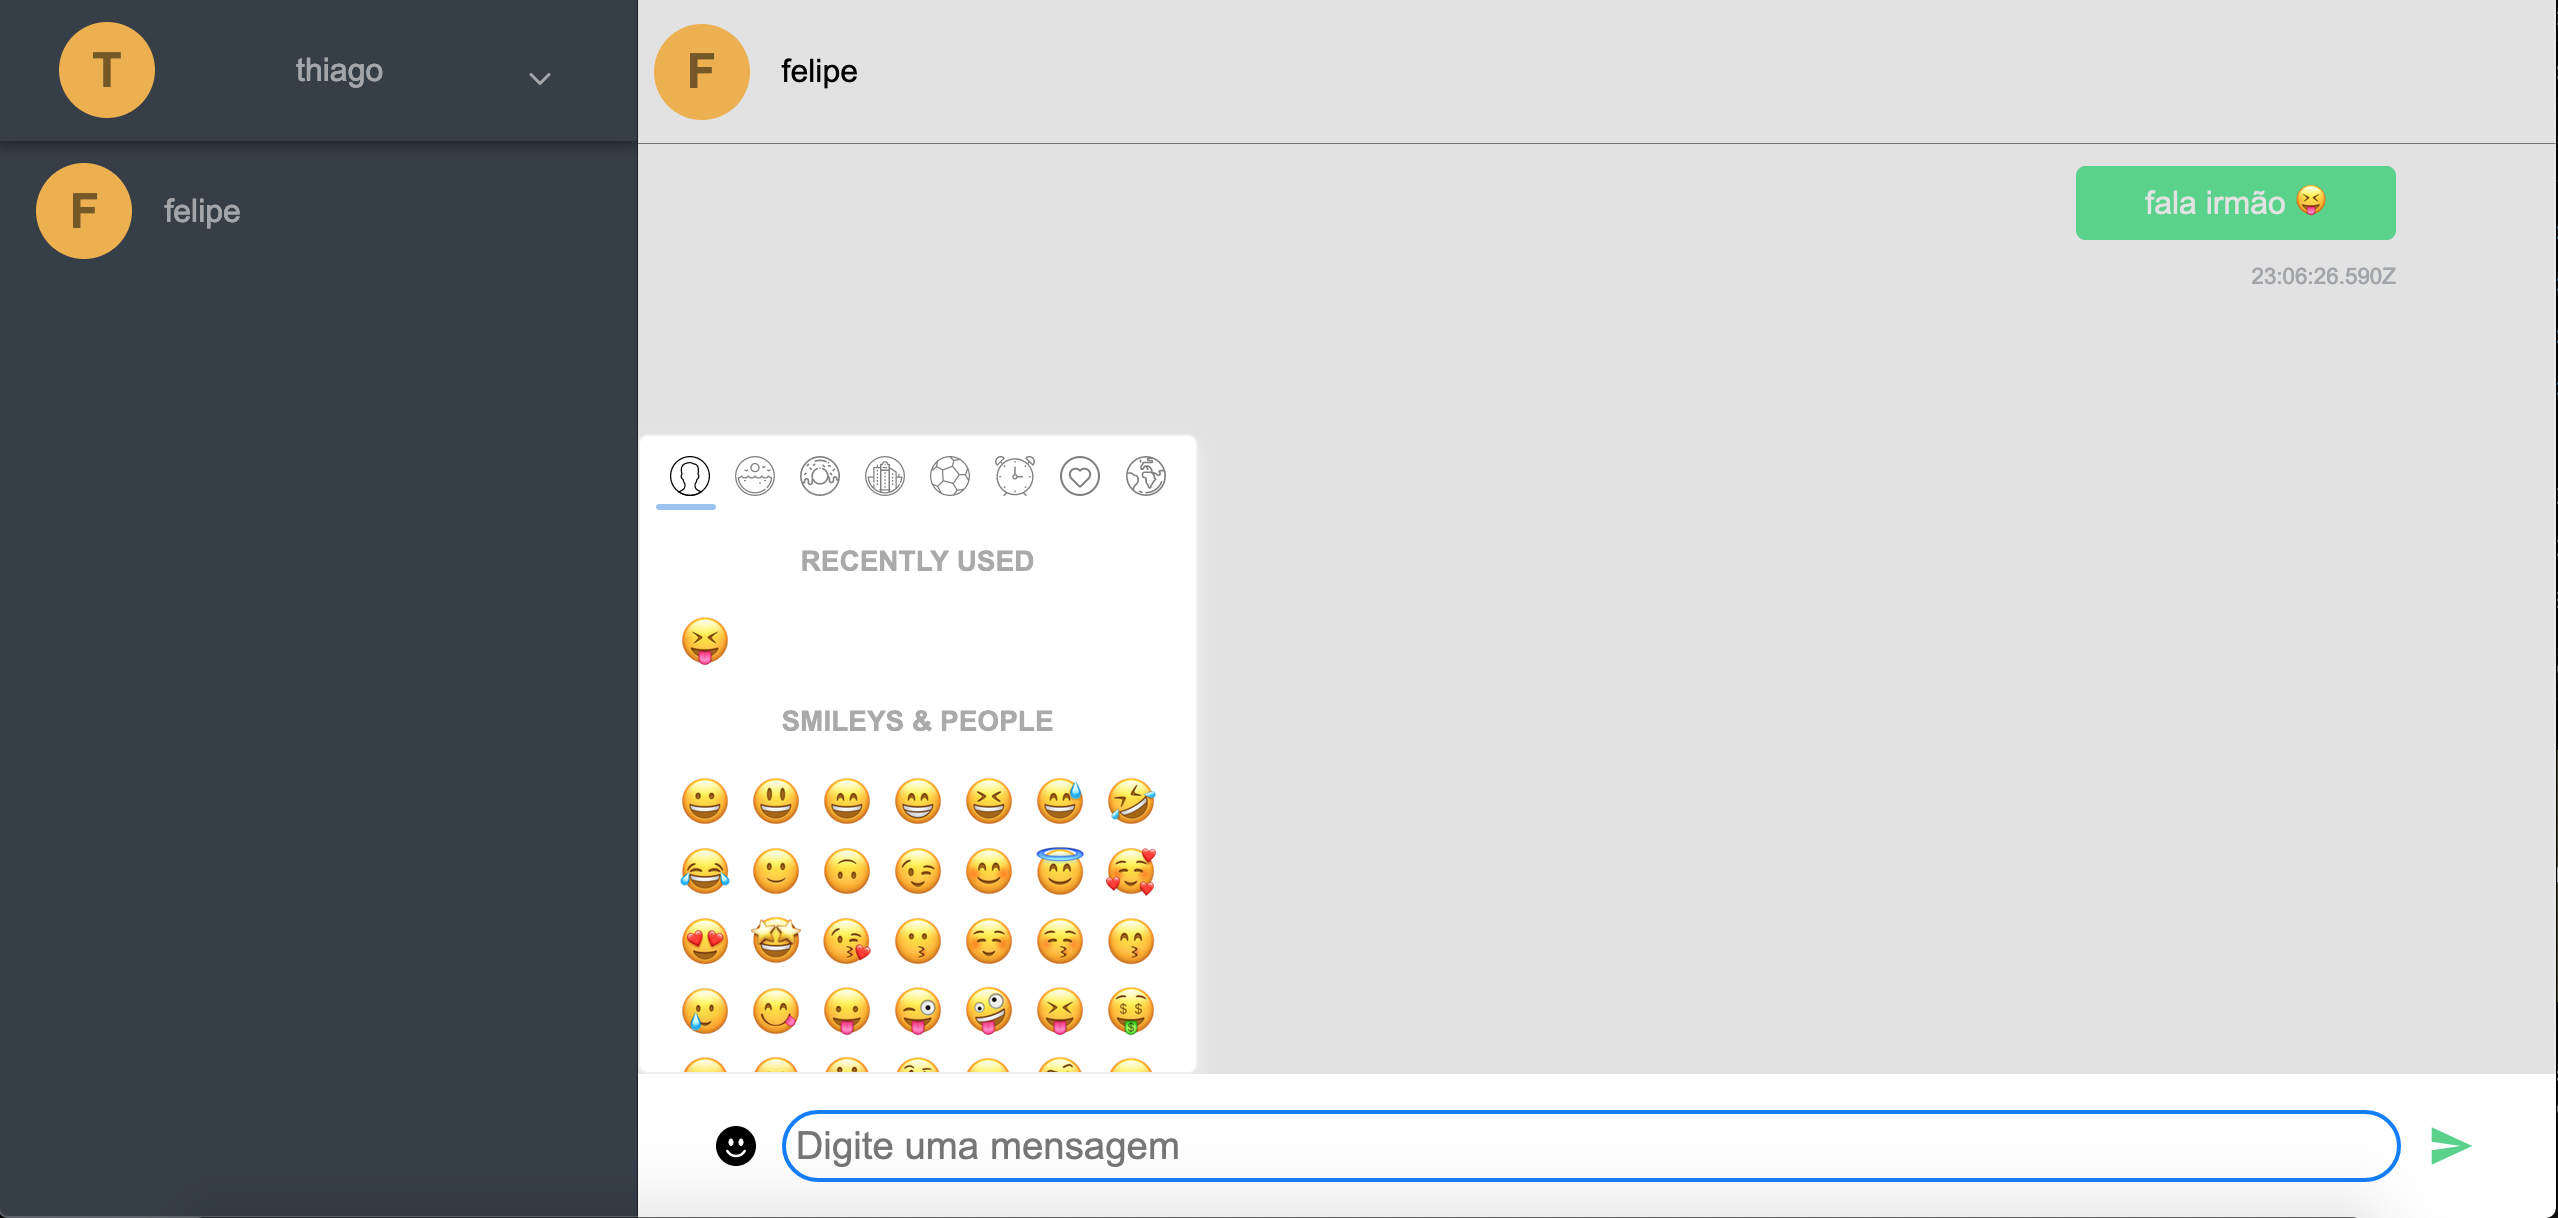 T
thiago
F
felipe
F
felipe
fala irmão 😝
23:06:26.590Z
RECENTLY USED
SMILEYS & PEOPLE
Digite uma mensagem